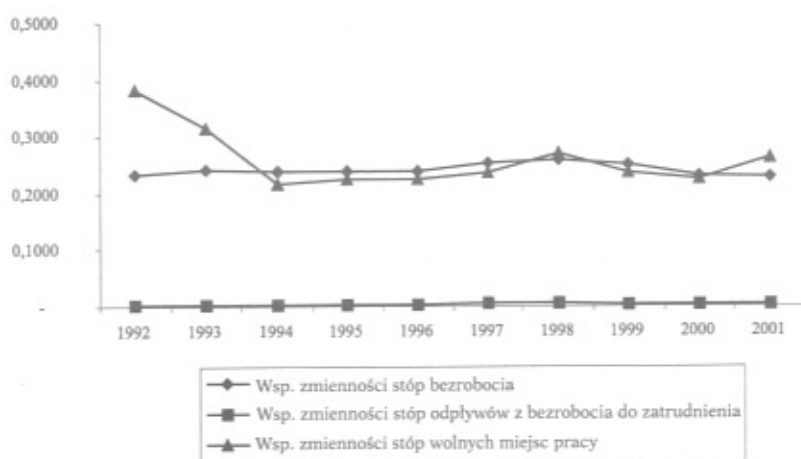 0,5000
0,4000
0,3000
0,2000
0,1000
-
1992 1993 1994 1995 1996 1997 1998 1999 2000 2001
Wsp. zmienności stóp bezrobocia
Wsp. zmienności stóp odpływów z bezrobocia do zatrudnienia
Wsp. zmienności stóp wolnych miejsc pracy